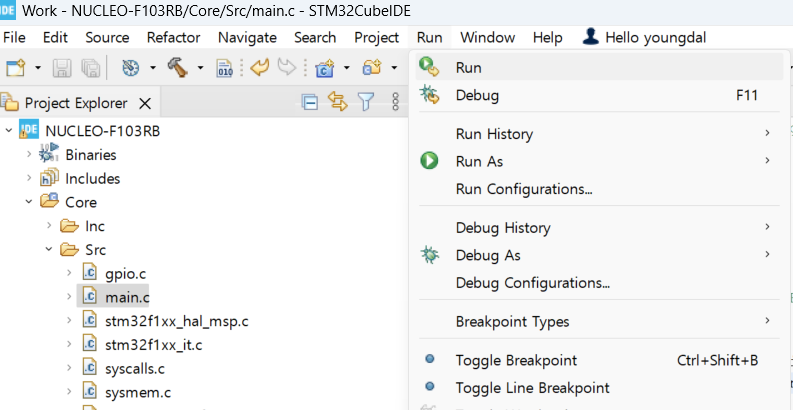 Work - NUCLEO-F103RB/Core/Src/main.c - STM32CubeIDE
File Edit Source Refactor Navigate Search Project Run Window Help Hello youngdal
010
Project Explorer
IDE NUCLEO-F103RB
Binaries
Includes
Core
Inc
Src
gpio.c
main.c
stm32f1xx_hal_msp.c
stm32f1xx_it.c
syscalls.c
sysmem.c
Run
Debug F11
Run History
Run As
Run Configurations...
Debug History
Debug As
Debug Configurations...
Breakpoint Types
Toggle Breakpoint Ctrl+Shift+B
Toggle Line Breakpoint